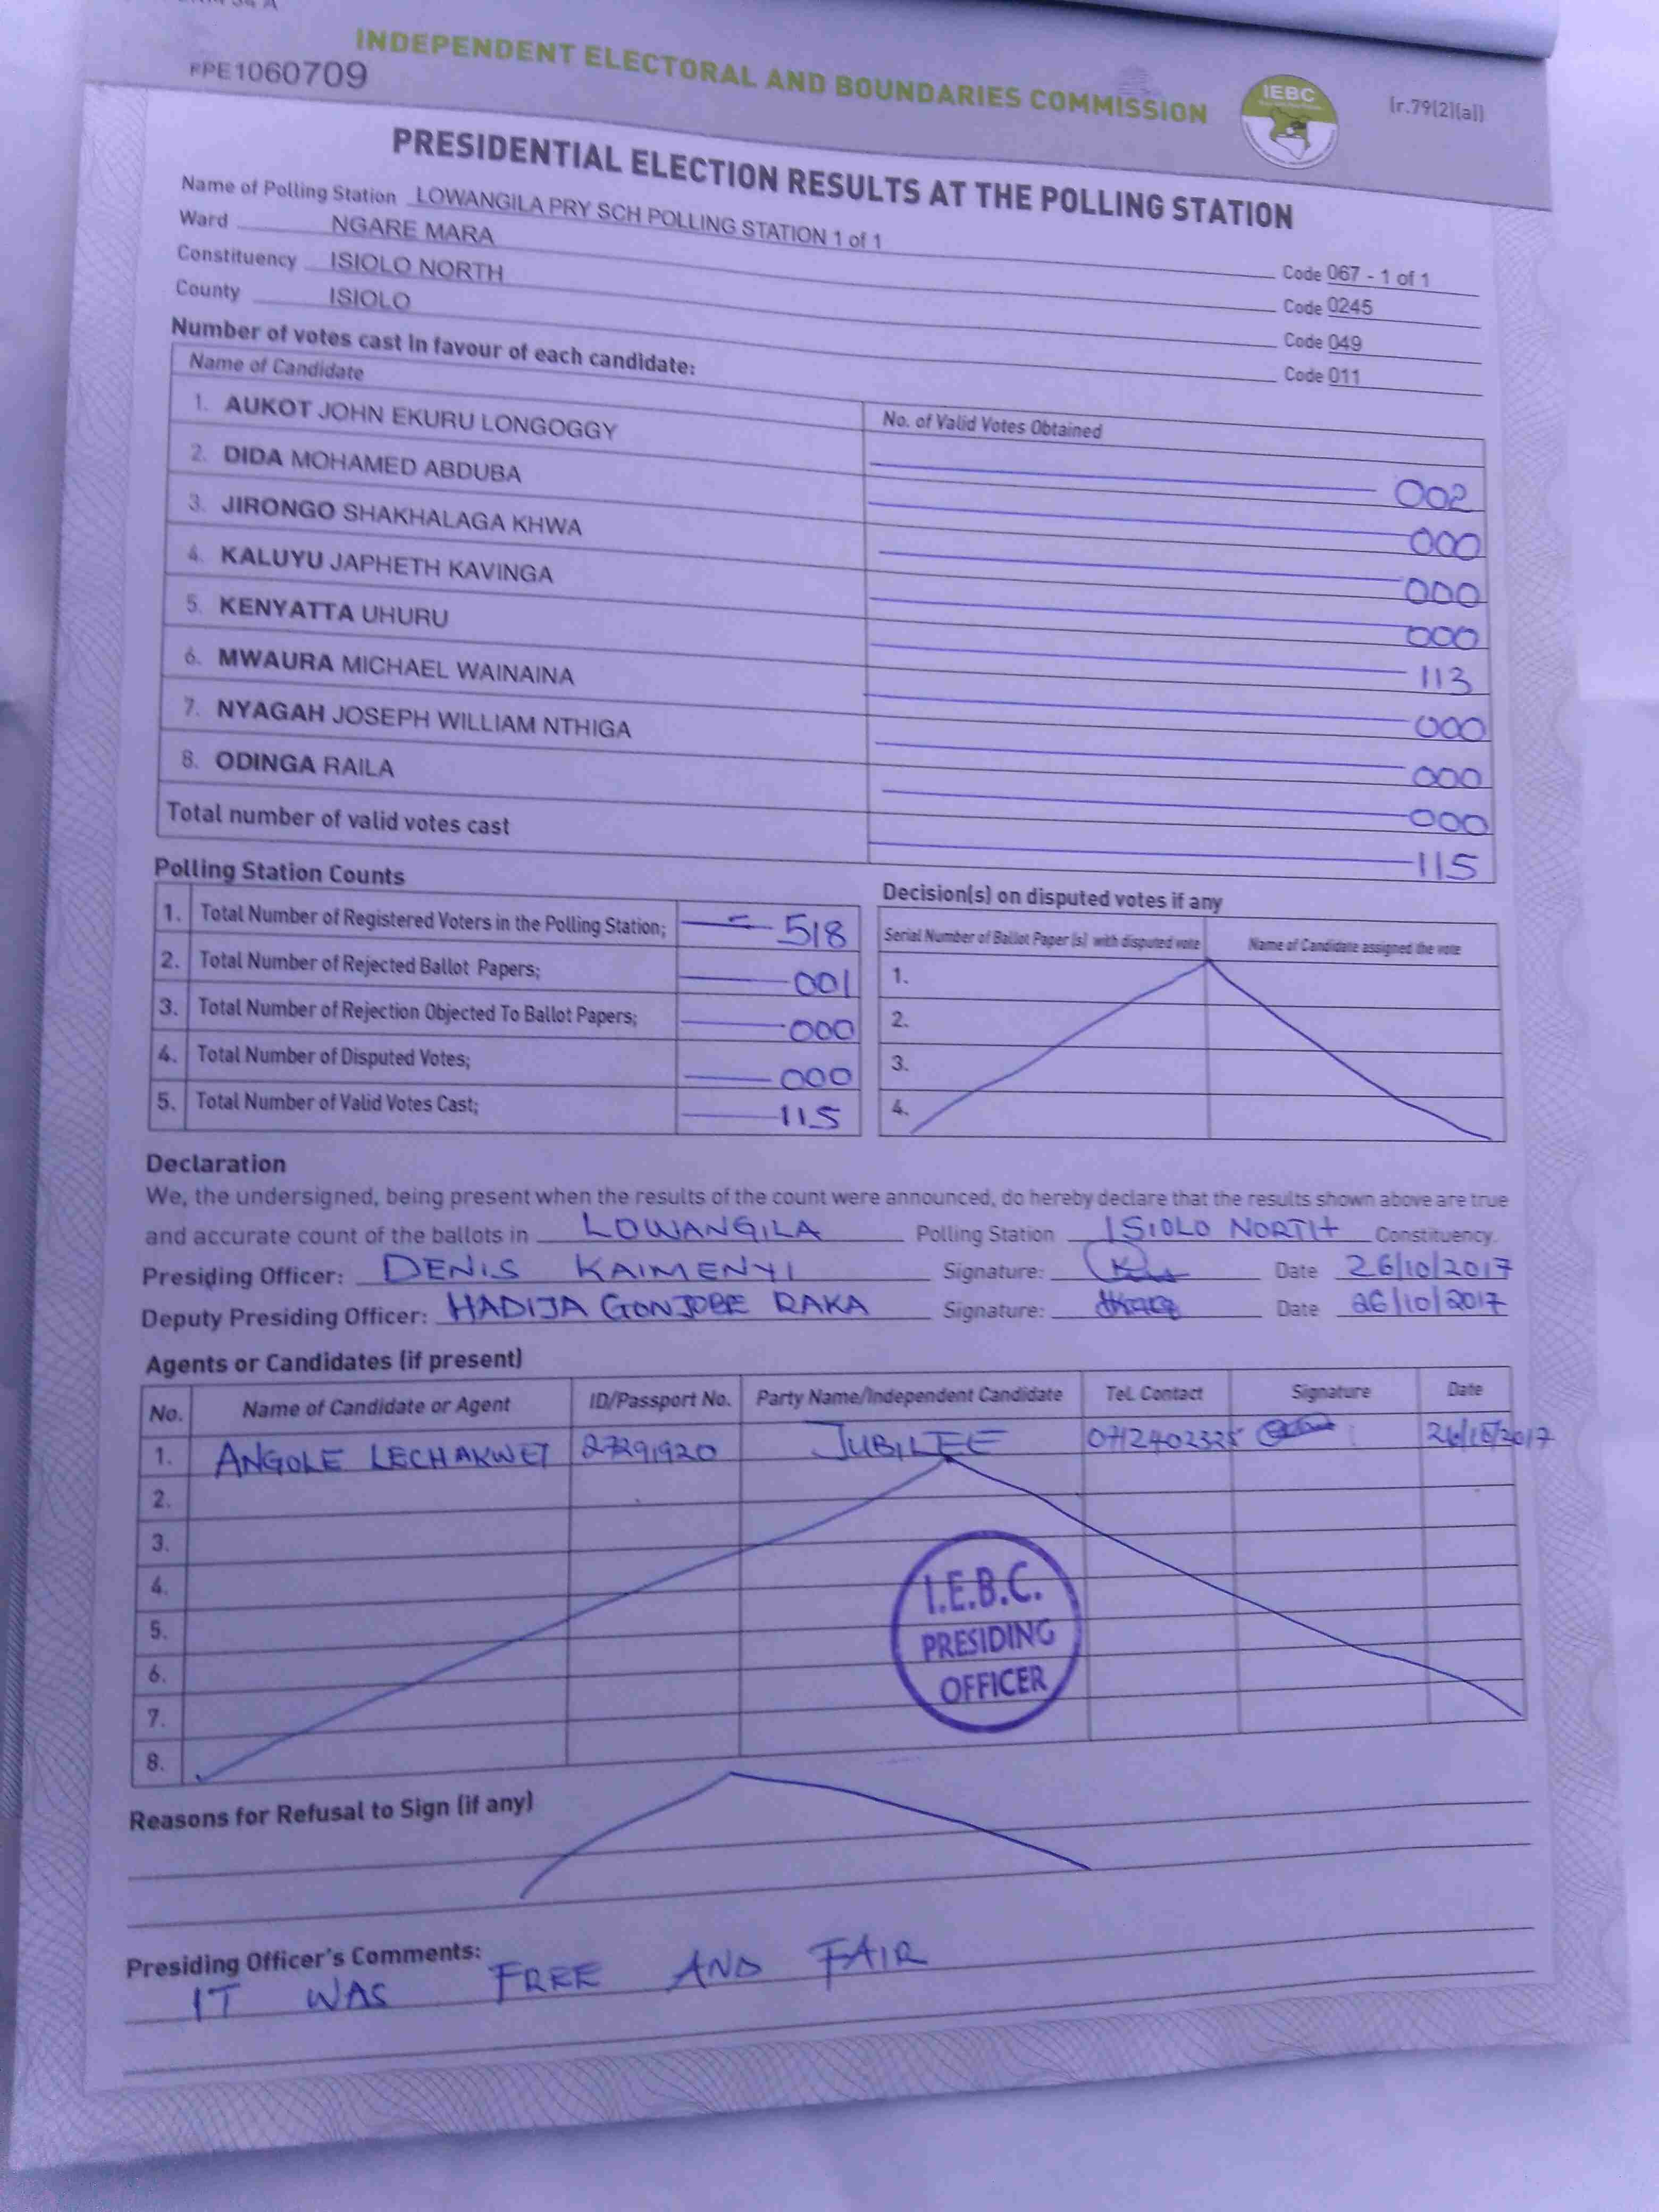 INDEPENDENT ELECTORAL AND BOUNDARIES COMMISSION
FPE1060709
IEBC
(r.79(2)(a))
PRESIDENTIAL ELECTION RESULTS AT THE POLLING STATION
Name of Polling Station LOWANGILA PRY SCH POLLING STATION 1 of 1 Code 067 - 1 of 1
Ward NGARE MARA Code 0245
Constituency ISIOLO NORTH Code 049
County ISIOLO Code 011
Number of votes cast in favour of each candidate:
Name of Candidate No. of Valid Votes Obtained
1. AUKOT JOHN EKURU LONGOGGY 002
2. DIDA MOHAMED ABDUBA 000
3. JIRONGO SHAKHALAGA KHWA 000
4. KALUYU JAPHETH KAVINGA 000
5. KENYATTA UHURU 113
6. MWAURA MICHAEL WAINAINA 000
7. NYAGAH JOSEPH WILLIAM NTHIGA 000
8. ODINGA RAILA 000
Total number of valid votes cast 115
Polling Station Counts
1. Total Number of Registered Voters in the Polling Station; 518
2. Total Number of Rejected Ballot Papers; 001
3. Total Number of Rejection Objected To Ballot Papers; 000
4. Total Number of Disputed Votes; 000
5. Total Number of Valid Votes Cast; 115
Decision(s) on disputed votes if any
Serial Number of Ballot Paper (s) with disputed vote Name of Candidate assigned the vote
1.
2.
3.
4.
Declaration
We, the undersigned, being present when the results of the count were announced, do hereby declare that the results shown above are true
and accurate count of the ballots in LOWANGILA Polling Station ISIOLO NORTH Constituency.
Presiding Officer: DENIS KAIMENYI Signature: Date 26/10/2017
Deputy Presiding Officer: HADIJA GONJOBE RAKA Signature: Date 26/10/2017
Agents or Candidates (if present)
No. Name of Candidate or Agent ID/Passport No. Party Name/Independent Candidate Tel. Contact Signature Date
1. ANGOLE LECHAKWET 27291920 JUBILEE 0712402325 26/10/2017
2.
3.
4.
5.
6.
7.
8.
I.E.B.C.
PRESIDING
OFFICER
Reasons for Refusal to Sign (if any)
Presiding Officer's Comments:
IT WAS FREE AND FAIR